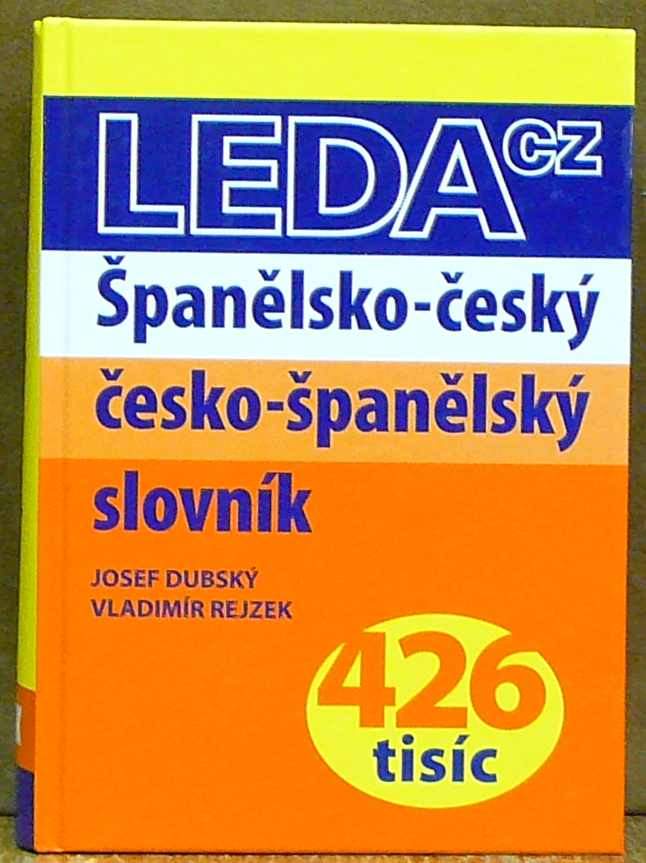 LEDA CZ
Španělsko-český
česko-španělský
slovník
JOSEF DUBSKÝ
VLADIMÍR REJZEK
426
tisíc